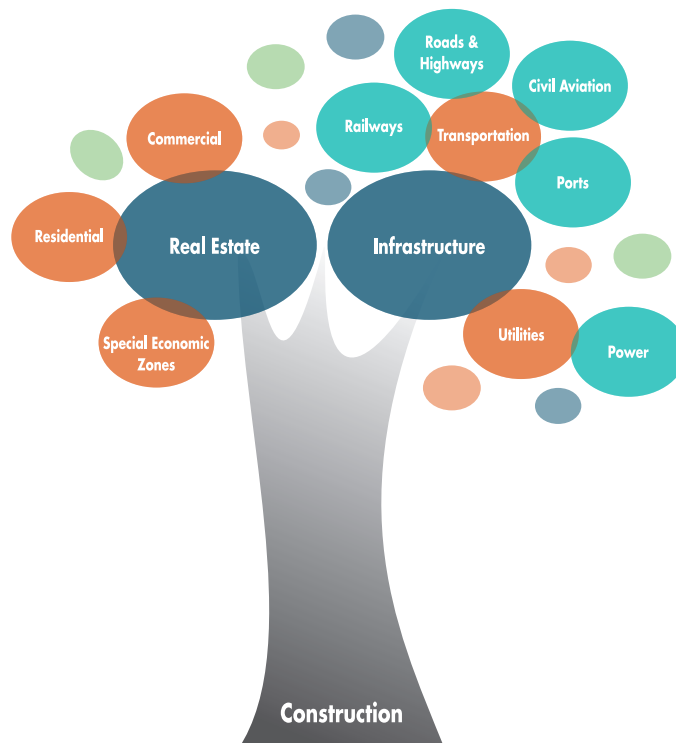 Roads &
Highways
Civil Aviation
Railways
Transportation
Commercial
Ports
Residential
Real Estate
Infrastructure
Special Economic
Zones
Utilities
Power
Construction